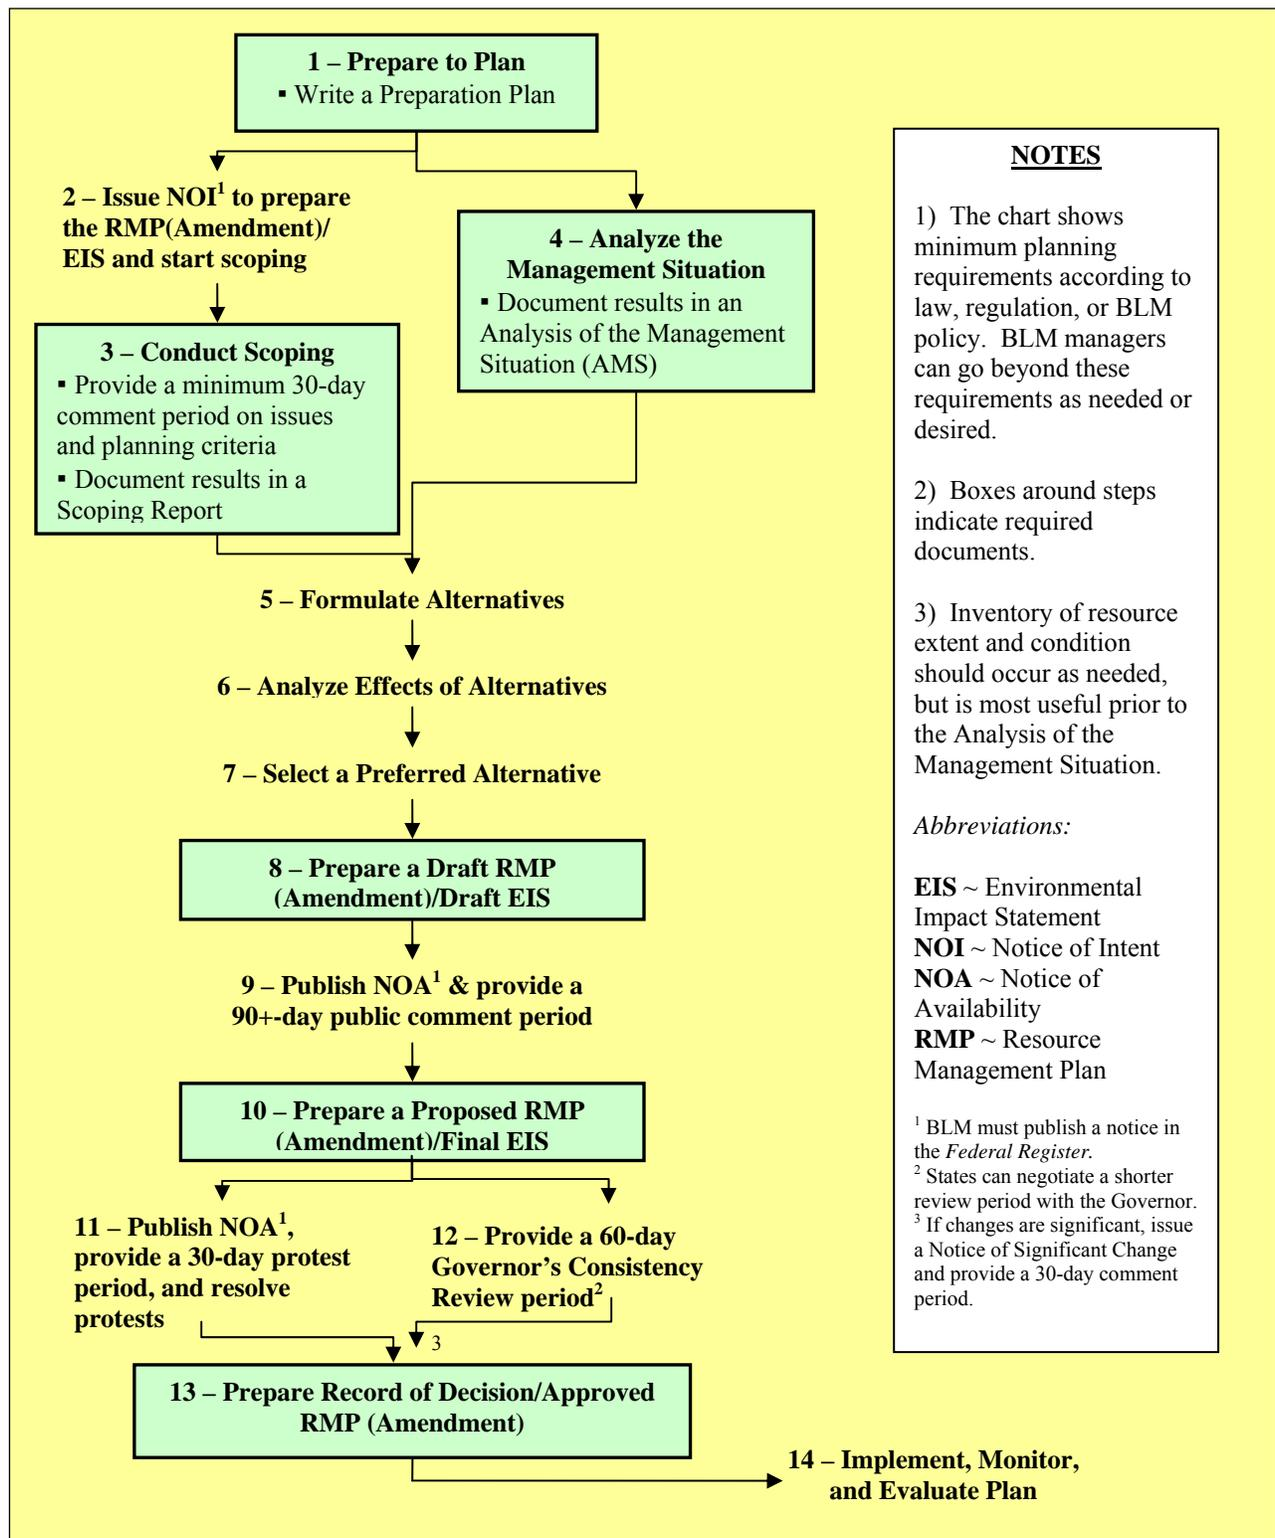 1 – Prepare to Plan
▪ Write a Preparation Plan
2 – Issue NOI¹ to prepare
the RMP(Amendment)/
EIS and start scoping
3 – Conduct Scoping
▪ Provide a minimum 30-day
comment period on issues
and planning criteria
▪ Document results in a
Scoping Report
4 – Analyze the
Management Situation
▪ Document results in an
Analysis of the Management
Situation (AMS)
5 – Formulate Alternatives
6 – Analyze Effects of Alternatives
7 – Select a Preferred Alternative
8 – Prepare a Draft RMP
(Amendment)/Draft EIS
9 – Publish NOA¹ & provide a
90+-day public comment period
10 – Prepare a Proposed RMP
(Amendment)/Final EIS
11 – Publish NOA¹,
provide a 30-day protest
period, and resolve
protests
12 – Provide a 60-day
Governor’s Consistency
Review period²
3
13 – Prepare Record of Decision/Approved
RMP (Amendment)
14 – Implement, Monitor,
and Evaluate Plan
NOTES
1) The chart shows
minimum planning
requirements according to
law, regulation, or BLM
policy. BLM managers
can go beyond these
requirements as needed or
desired.
2) Boxes around steps
indicate required
documents.
3) Inventory of resource
extent and condition
should occur as needed,
but is most useful prior to
the Analysis of the
Management Situation.
Abbreviations:
EIS ~ Environmental
Impact Statement
NOI ~ Notice of Intent
NOA ~ Notice of
Availability
RMP ~ Resource
Management Plan
¹ BLM must publish a notice in
the Federal Register.
² States can negotiate a shorter
review period with the Governor.
³ If changes are significant, issue
a Notice of Significant Change
and provide a 30-day comment
period.